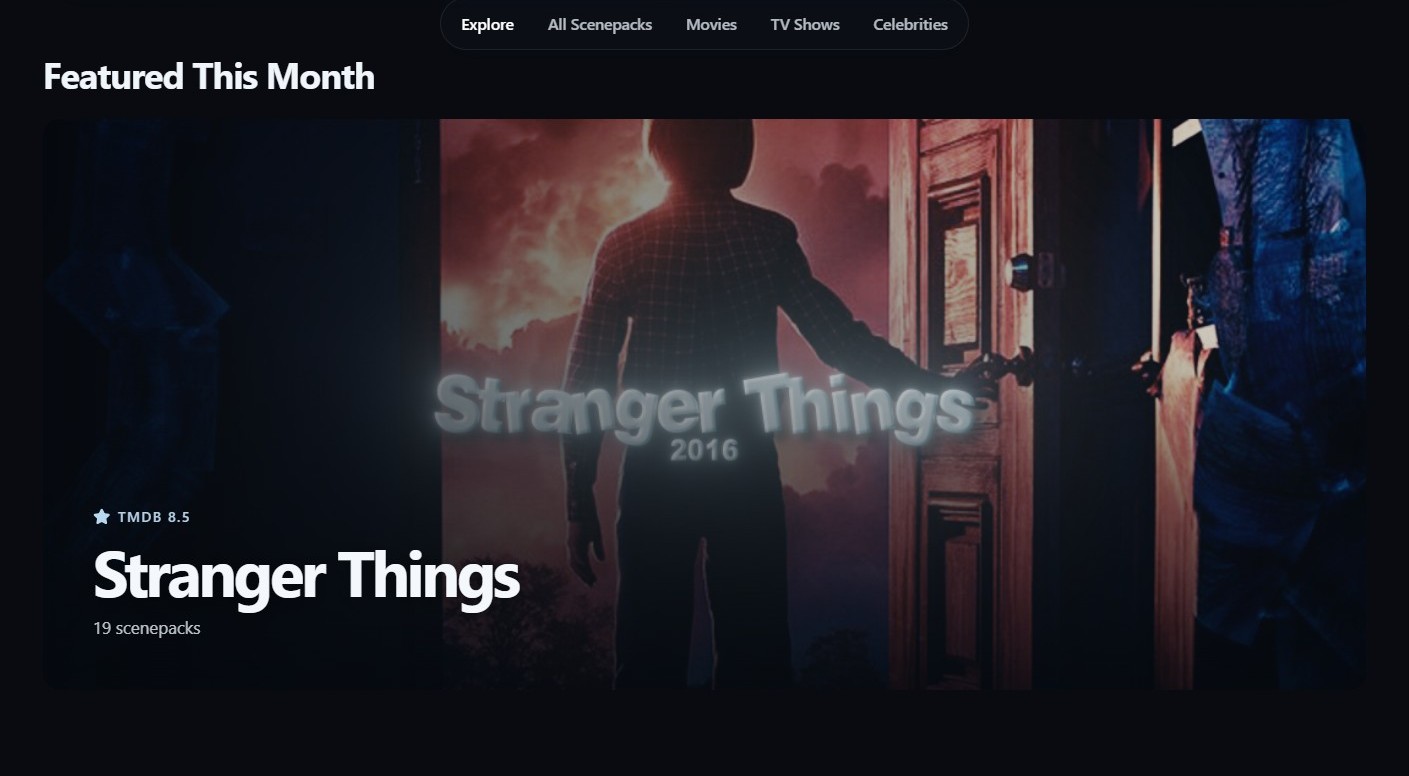 Explore All Scenepacks Movies TV Shows Celebrities
Featured This Month
Stranger Things
2016
TMDB 8.5
Stranger Things
19 scenepacks